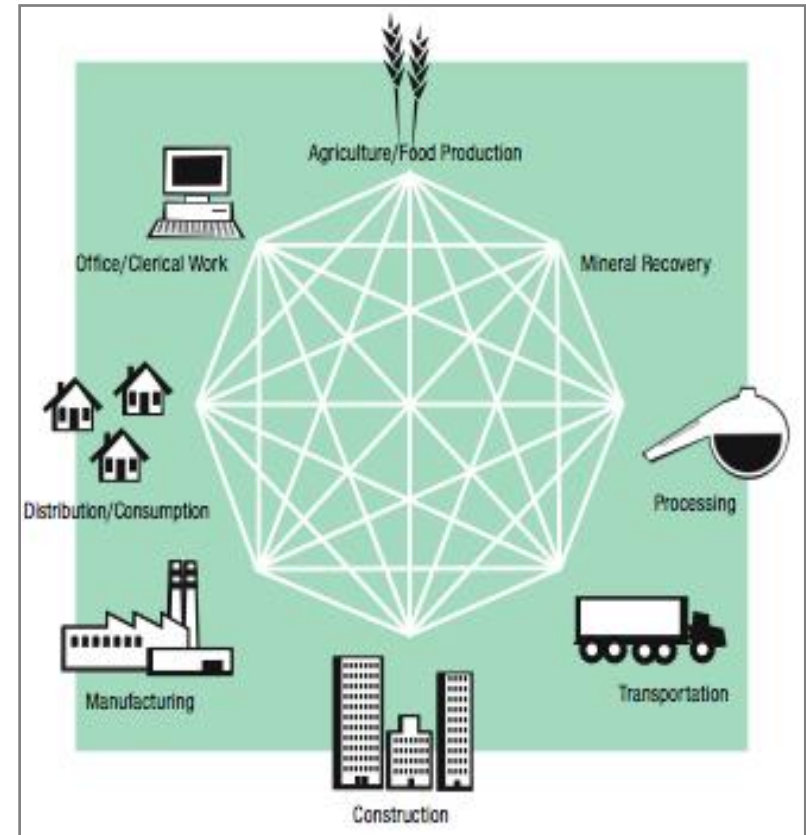 Agriculture/Food Production
Office/Clerical Work
Mineral Recovery
Distribution/Consumption
Processing
Manufacturing
Transportation
Construction